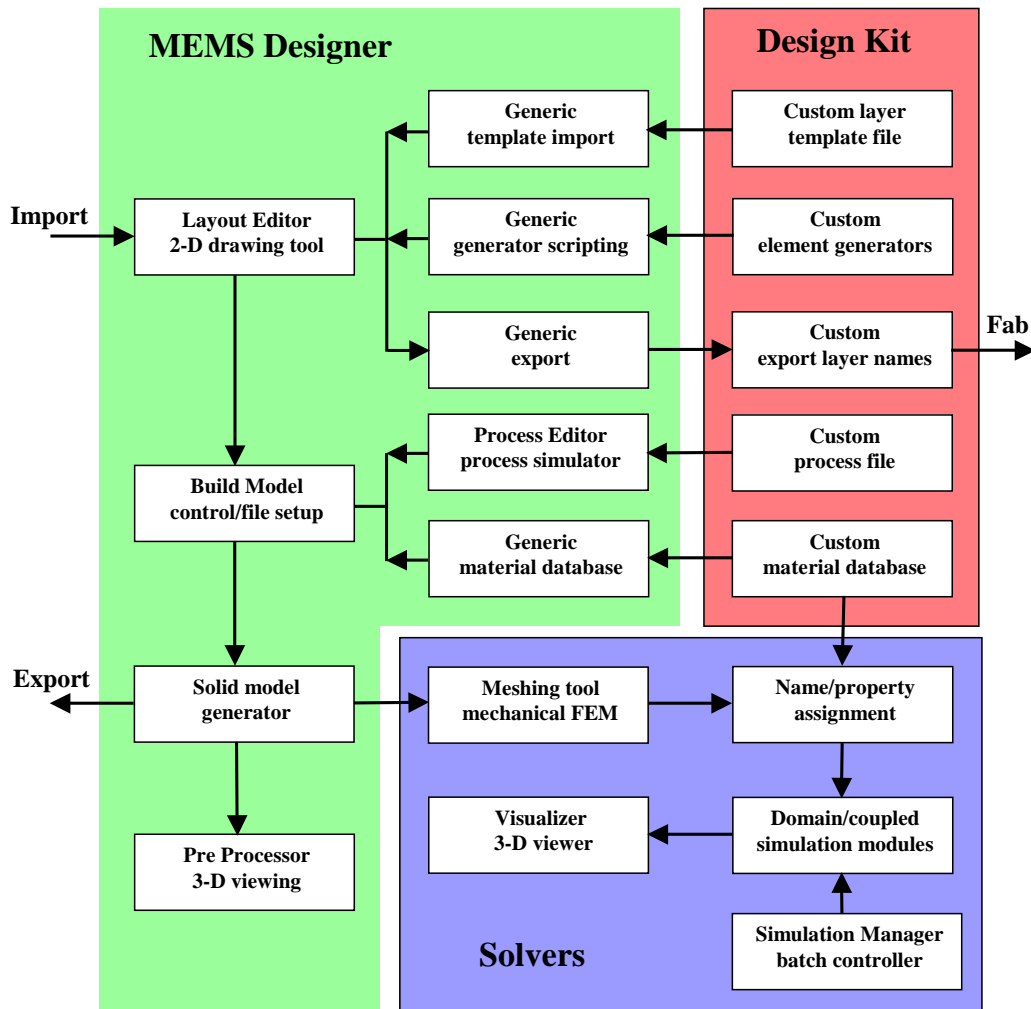 MEMS Designer
Design Kit
Generic
template import
Custom layer
template file
Import
Layout Editor
2-D drawing tool
Generic
generator scripting
Custom
element generators
Generic
export
Custom
export layer names
Fab
Process Editor
process simulator
Custom
process file
Build Model
control/file setup
Generic
material database
Custom
material database
Export
Solid model
generator
Meshing tool
mechanical FEM
Name/property
assignment
Pre Processor
3-D viewing
Visualizer
3-D viewer
Domain/coupled
simulation modules
Solvers
Simulation Manager
batch controller